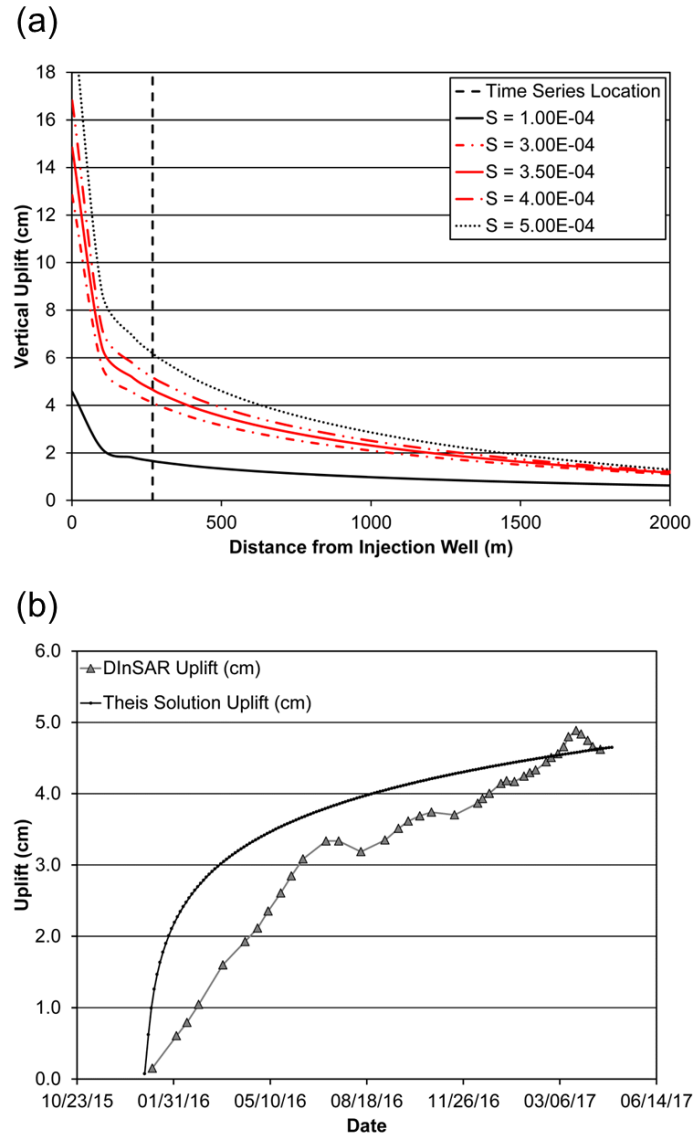 (a)
18
16
14
12
10
8
6
4
2
0
Vertical Uplift (cm)
Time Series Location
S = 1.00E-04
S = 3.00E-04
S = 3.50E-04
S = 4.00E-04
S = 5.00E-04
0 500 1000 1500 2000
Distance from Injection Well (m)
(b)
6.0
5.0
4.0
3.0
2.0
1.0
0.0
Uplift (cm)
DInSAR Uplift (cm)
Theis Solution Uplift (cm)
10/23/15 01/31/16 05/10/16 08/18/16 11/26/16 03/06/17 06/14/17
Date